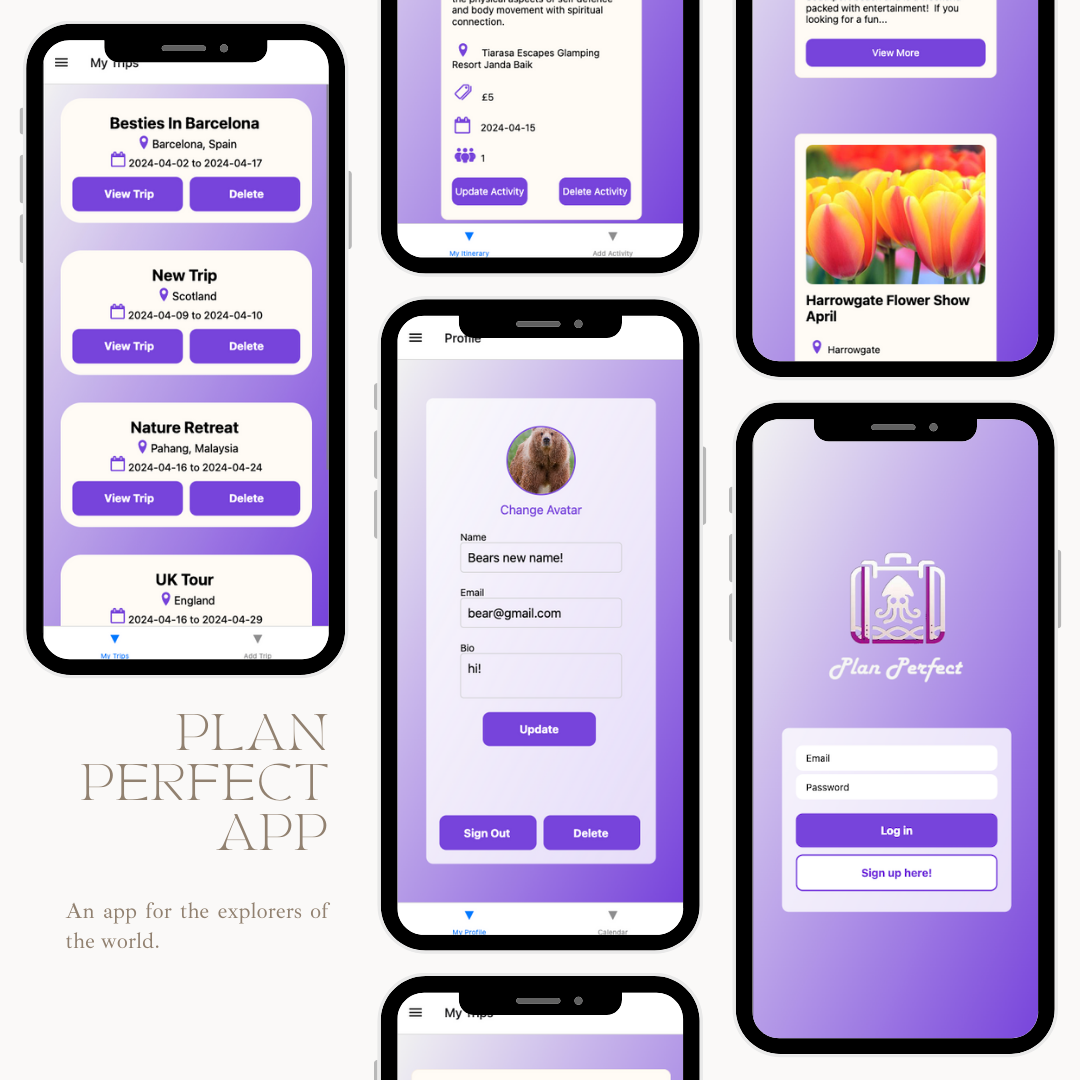 My Trips
Besties In Barcelona
Barcelona, Spain
2024-04-02 to 2024-04-17
View Trip
Delete
New Trip
Scotland
2024-04-09 to 2024-04-10
View Trip
Delete
Nature Retreat
Pahang, Malaysia
2024-04-16 to 2024-04-24
View Trip
Delete
UK Tour
England
2024-04-16 to 2024-04-29
My Trips
Add Trip
PLAN
PERFECT
APP
An app for the explorers of
the world.
the physical aspects of self defence
and body movement with spiritual
connection.
Tiarasa Escapes Glamping
Resort Janda Baik
£5
2024-04-15
1
Update Activity
Delete Activity
My Itinerary
Add Activity
Profile
Change Avatar
Name
Bears new name!
Email
bear@gmail.com
Bio
hi!
Update
Sign Out
Delete
My Profile
Calendar
My Trips
packed with entertainment! If you
looking for a fun...
View More
Harrowgate Flower Show
April
Harrowgate
Plan Perfect
Email
Password
Log in
Sign up here!